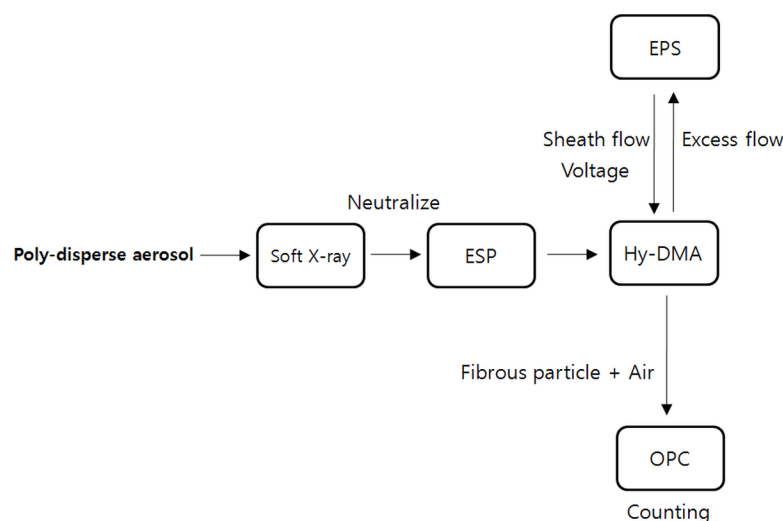 EPS
Sheath flow
Voltage
Excess flow
Neutralize
Poly-disperse aerosol
Soft X-ray
ESP
Hy-DMA
Fibrous particle + Air
OPC
Counting